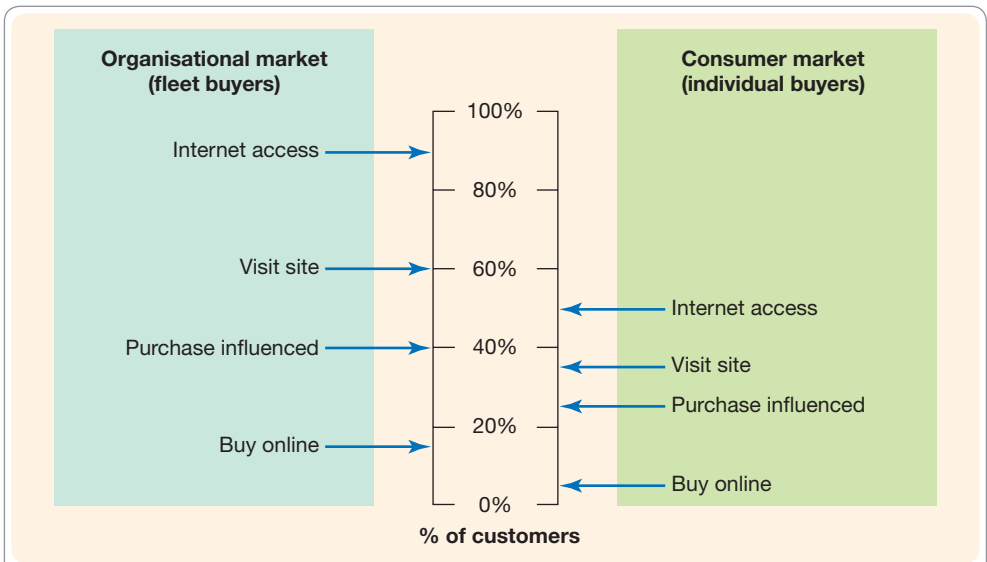 Organisational market
(fleet buyers)
Internet access
Visit site
Purchase influenced
Buy online
100%
80%
60%
40%
20%
0%
% of customers
Consumer market
(individual buyers)
Internet access
Visit site
Purchase influenced
Buy online